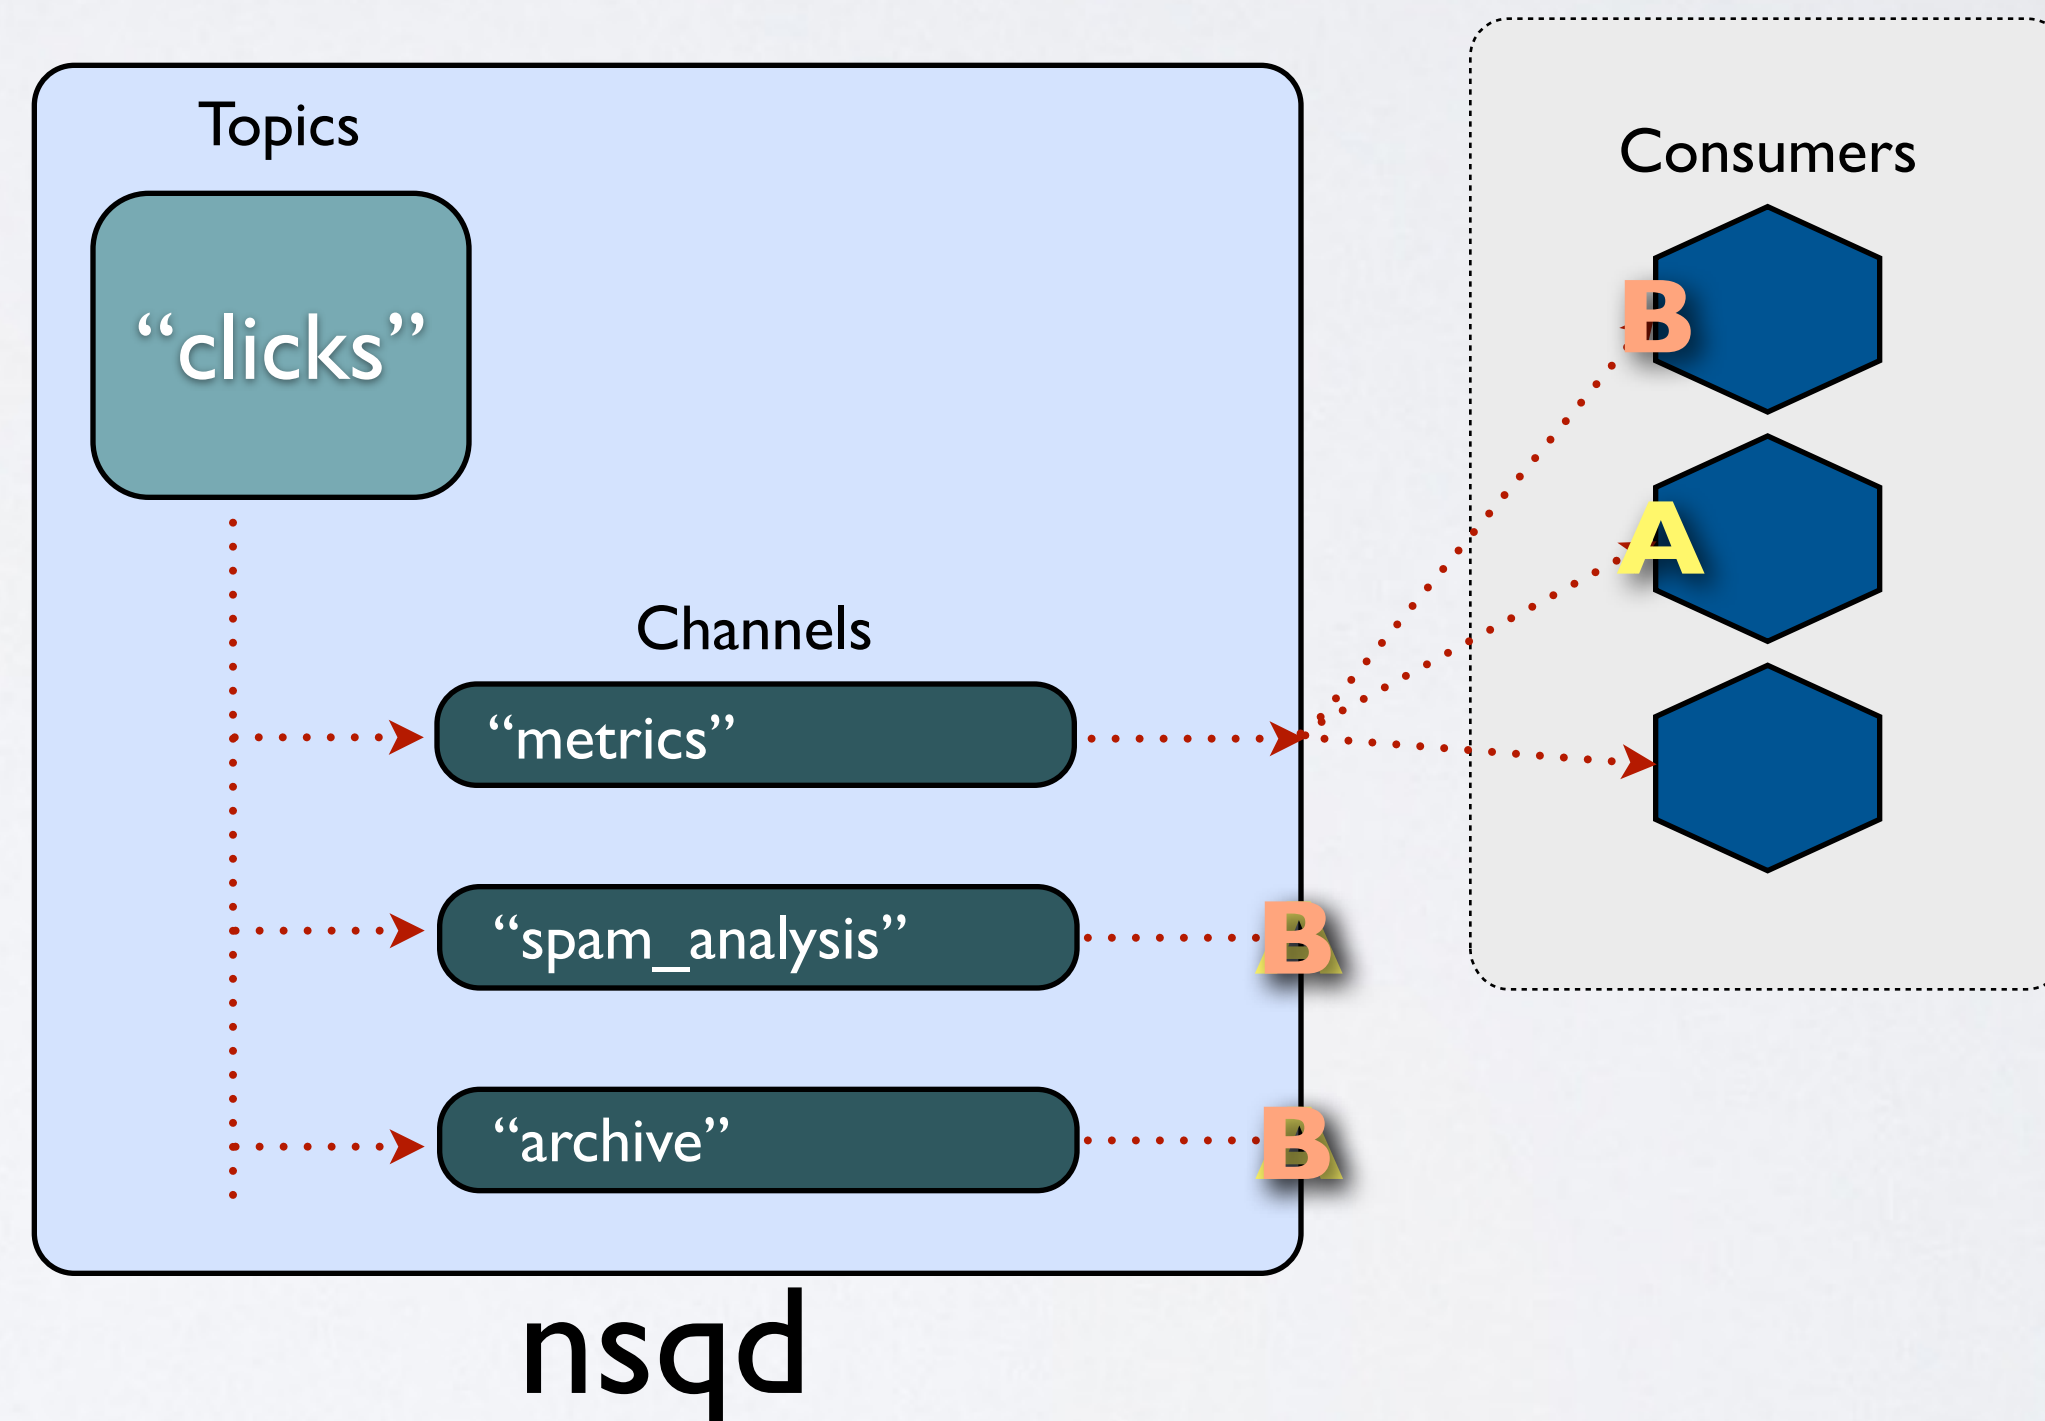 Topics
Consumers
“clicks”
B
A
Channels
“metrics”
“spam_analysis”
A
B
“archive”
A
B
nsqd